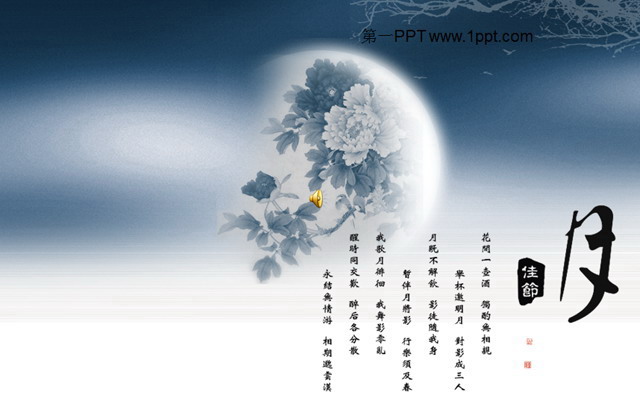 第一PPT www.1ppt.com
月
佳節
花間一壺酒 獨酌無相親
舉杯邀明月 對影成三人
月既不解飲 影徒隨我身
暫伴月將影 行樂須及春
我歌月徘徊 我舞影零亂
醒時同交歡 醉后各分散
永結無情游 相期邈雲漢